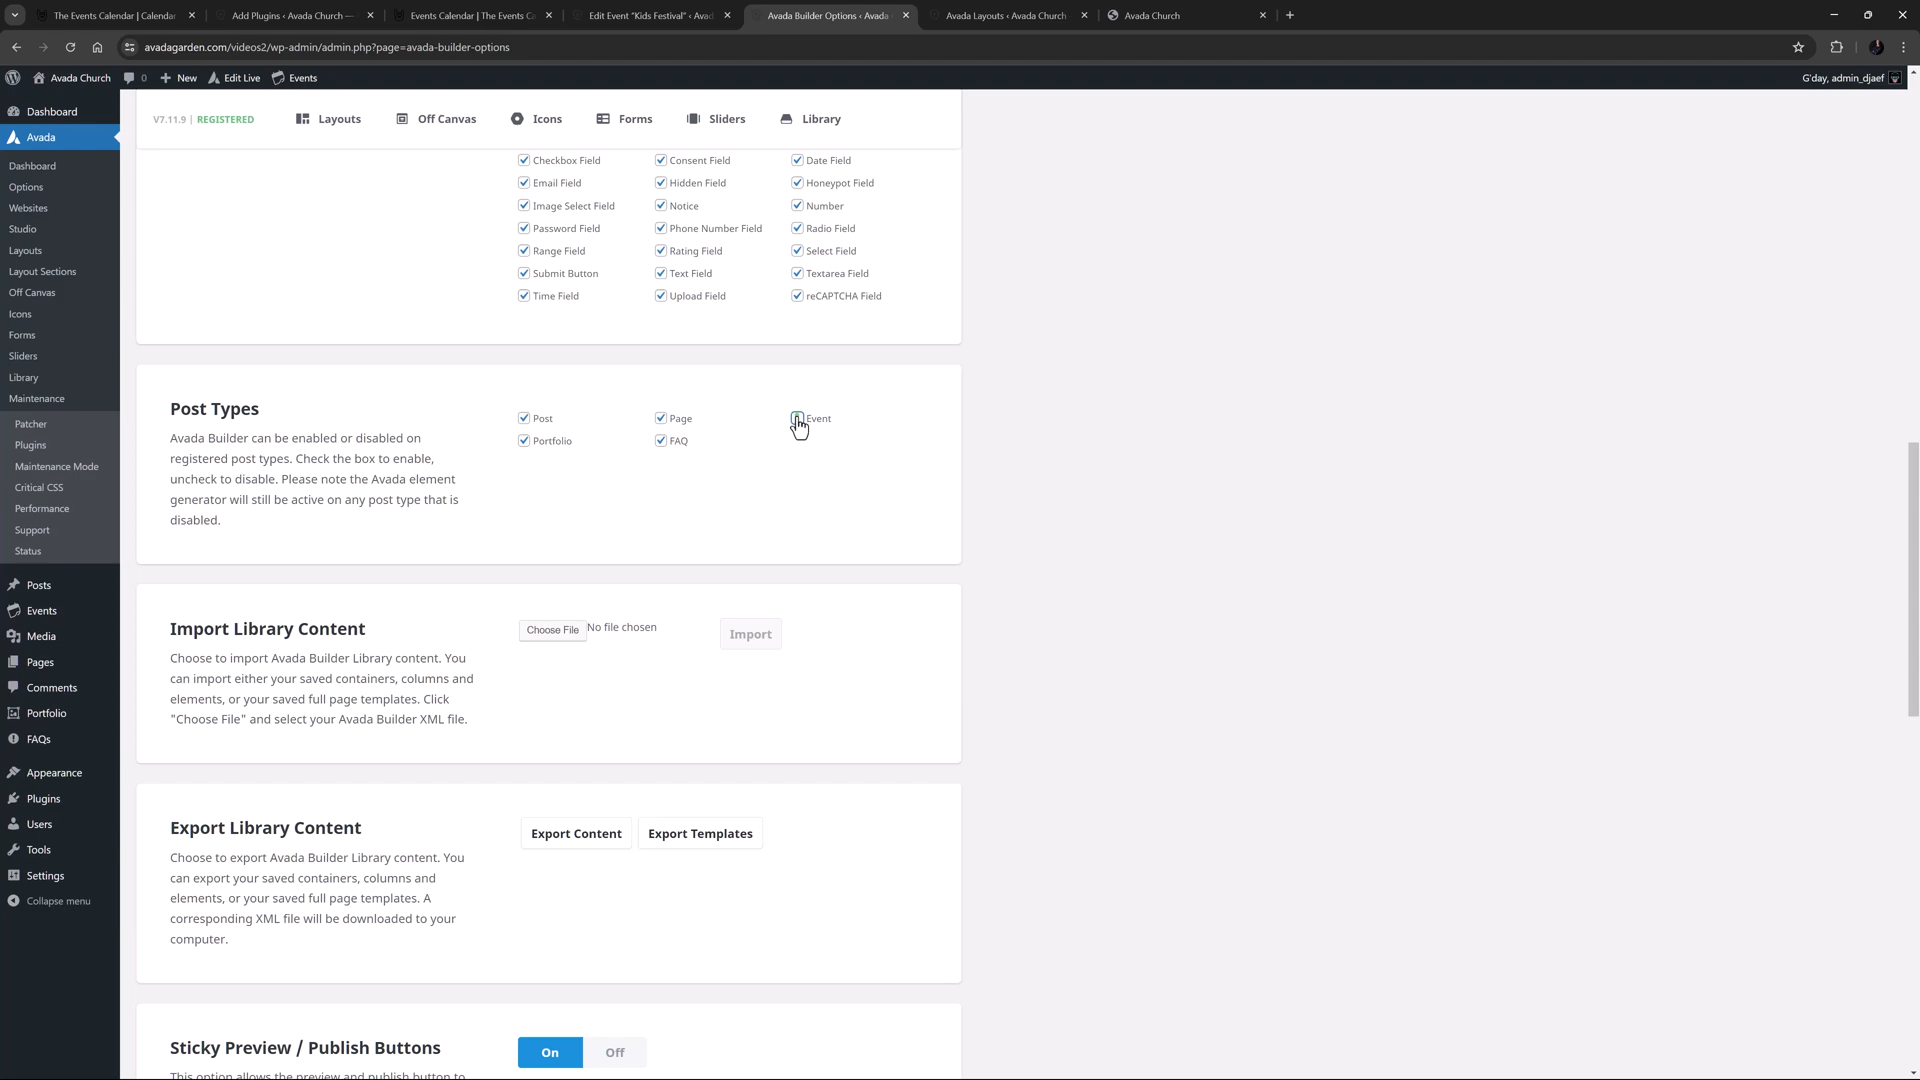 The Events Calendar | Calendar
Add Plugins ‹ Avada Church —
Events Calendar | The Events Ca
Edit Event “Kids Festival” ‹ Avad
Avada Builder Options ‹ Avada
Avada Layouts ‹ Avada Church
Avada Church
avadagarden.com/videos2/wp-admin/admin.php?page=avada-builder-options
Avada Church
0
New
Edit Live
Events
G'day, admin_djaef
Dashboard
Avada
Dashboard
Options
Websites
Studio
Layouts
Layout Sections
Off Canvas
Icons
Forms
Sliders
Library
Maintenance
Patcher
Plugins
Maintenance Mode
Critical CSS
Performance
Support
Status
Posts
Events
Media
Pages
Comments
Portfolio
FAQs
Appearance
Plugins
Users
Tools
Settings
Collapse menu
V7.11.9 | REGISTERED
Layouts
Off Canvas
Icons
Forms
Sliders
Library
Checkbox Field
Consent Field
Date Field
Email Field
Hidden Field
Honeypot Field
Image Select Field
Notice
Number
Password Field
Phone Number Field
Radio Field
Range Field
Rating Field
Select Field
Submit Button
Text Field
Textarea Field
Time Field
Upload Field
reCAPTCHA Field
Post Types
Avada Builder can be enabled or disabled on
registered post types. Check the box to enable,
uncheck to disable. Please note the Avada element
generator will still be active on any post type that is
disabled.
Post
Page
Event
Portfolio
FAQ
Import Library Content
Choose to import Avada Builder Library content. You
can import either your saved containers, columns and
elements, or your saved full page templates. Click
"Choose File" and select your Avada Builder XML file.
Choose File
No file chosen
Import
Export Library Content
Choose to export Avada Builder Library content. You
can export your saved containers, columns and
elements, or your saved full page templates. A
corresponding XML file will be downloaded to your
computer.
Export Content
Export Templates
Sticky Preview / Publish Buttons
This option allows the preview and publish button to
On
Off